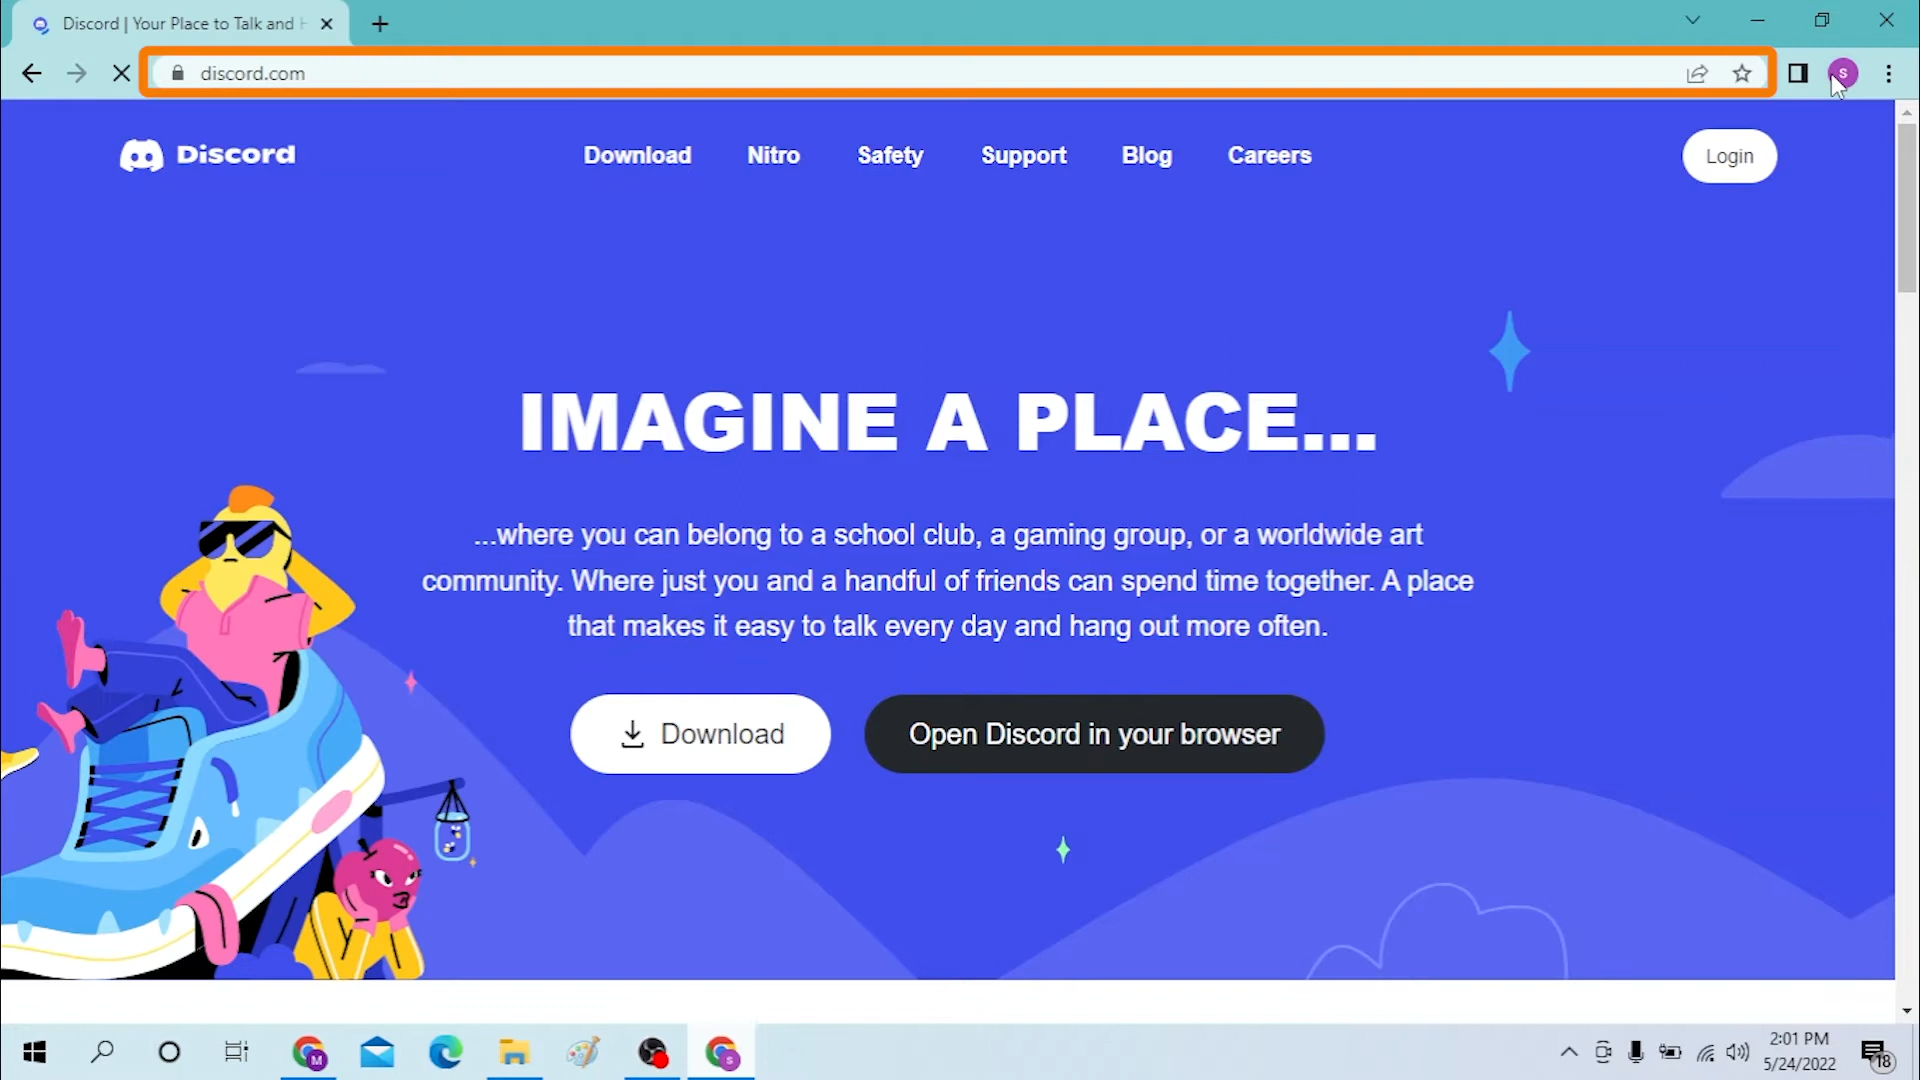 Discord | Your Place to Talk and H
discord.com
S
Discord
Download
Nitro
Safety
Support
Blog
Careers
Login
IMAGINE A PLACE...
...where you can belong to a school club, a gaming group, or a worldwide art
community. Where just you and a handful of friends can spend time together. A place
that makes it easy to talk every day and hang out more often.
Download
Open Discord in your browser
M
S
2:01 PM
5/24/2022
18